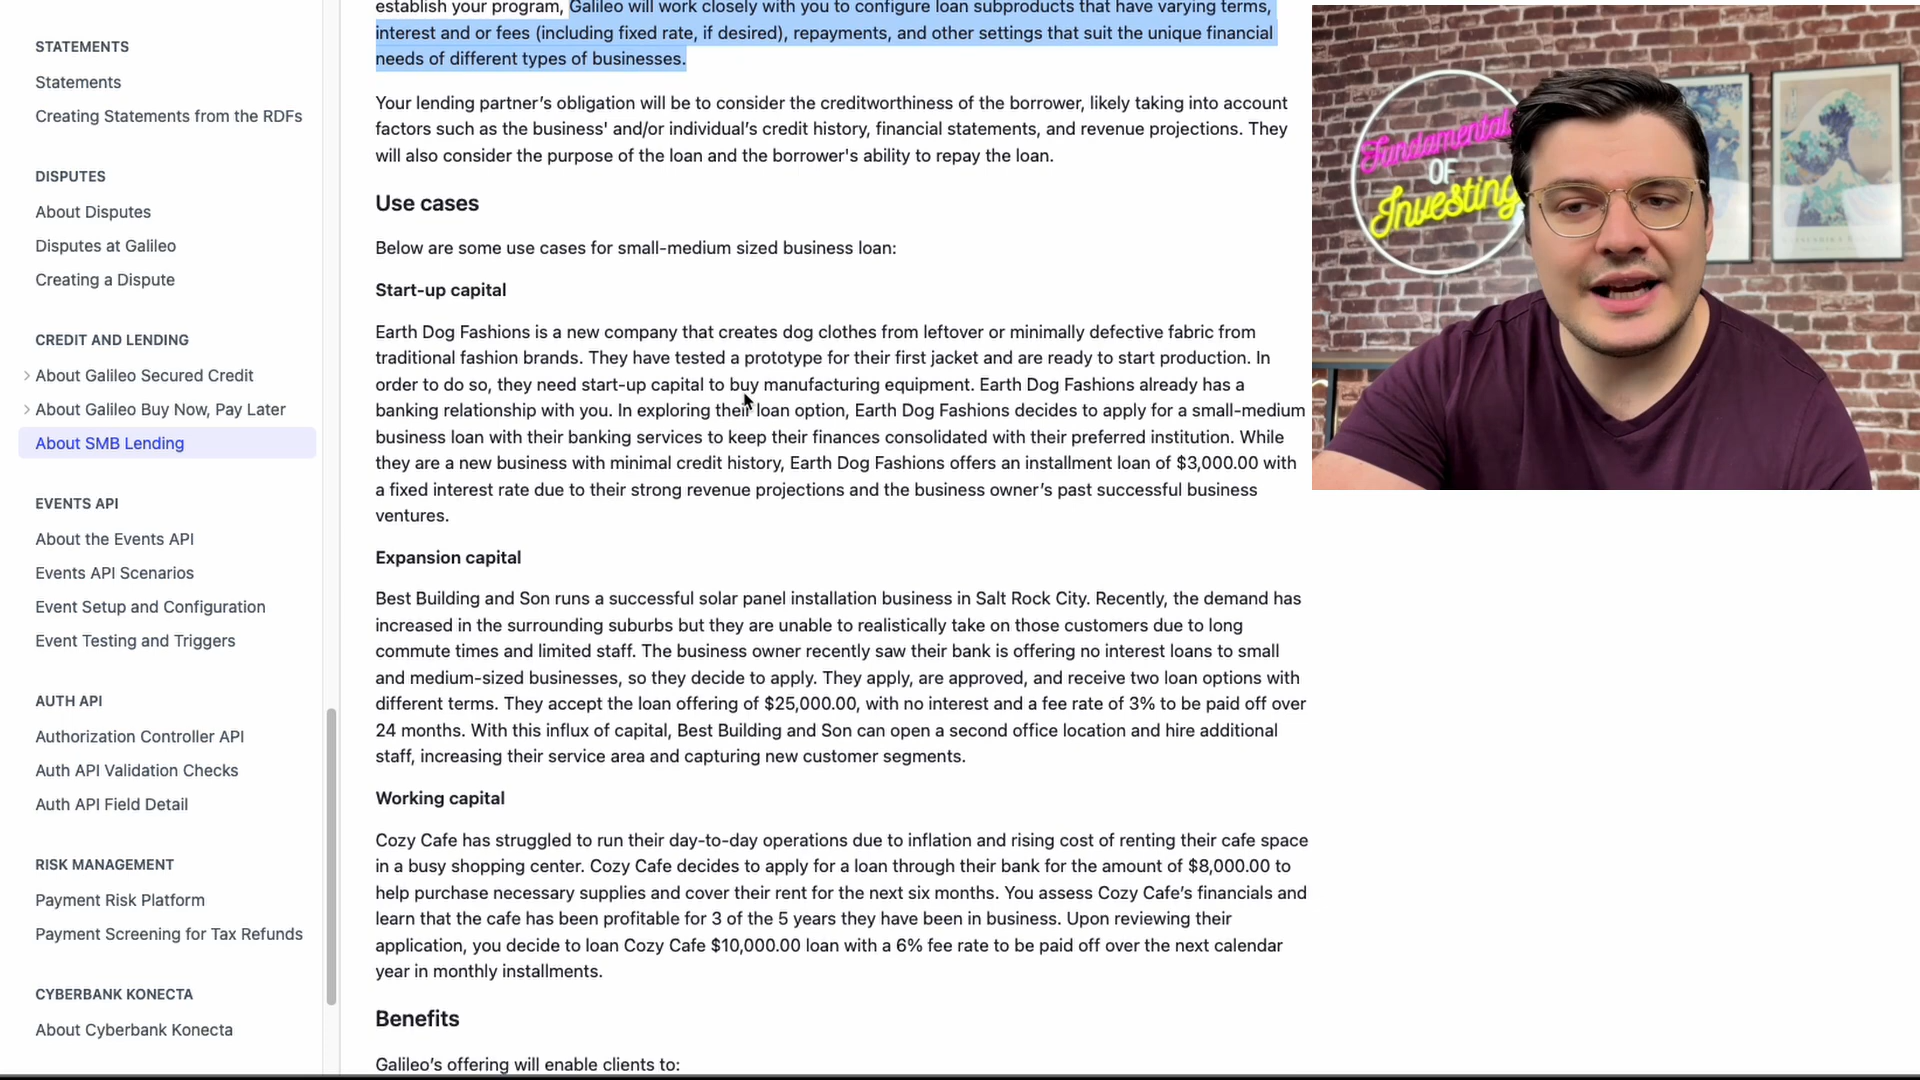 STATEMENTS
Statements
Creating Statements from the RDFs
DISPUTES
About Disputes
Disputes at Galileo
Creating a Dispute
CREDIT AND LENDING
About Galileo Secured Credit
About Galileo Buy Now, Pay Later
About SMB Lending
EVENTS API
About the Events API
Events API Scenarios
Event Setup and Configuration
Event Testing and Triggers
AUTH API
Authorization Controller API
Auth API Validation Checks
Auth API Field Detail
RISK MANAGEMENT
Payment Risk Platform
Payment Screening for Tax Refunds
CYBERBANK KONECTA
About Cyberbank Konecta
establish your program, Galileo will work closely with you to configure loan subproducts that have varying terms,
interest and or fees (including fixed rate, if desired), repayments, and other settings that suit the unique financial
needs of different types of businesses.
Your lending partner’s obligation will be to consider the creditworthiness of the borrower, likely taking into account
factors such as the business' and/or individual’s credit history, financial statements, and revenue projections. They
will also consider the purpose of the loan and the borrower's ability to repay the loan.
Use cases
Below are some use cases for small-medium sized business loan:
Start-up capital
Earth Dog Fashions is a new company that creates dog clothes from leftover or minimally defective fabric from
traditional fashion brands. They have tested a prototype for their first jacket and are ready to start production. In
order to do so, they need start-up capital to buy manufacturing equipment. Earth Dog Fashions already has a
banking relationship with you. In exploring their loan option, Earth Dog Fashions decides to apply for a small-medium
business loan with their banking services to keep their finances consolidated with their preferred institution. While
they are a new business with minimal credit history, Earth Dog Fashions offers an installment loan of $3,000.00 with
a fixed interest rate due to their strong revenue projections and the business owner’s past successful business
ventures.
Expansion capital
Best Building and Son runs a successful solar panel installation business in Salt Rock City. Recently, the demand has
increased in the surrounding suburbs but they are unable to realistically take on those customers due to long
commute times and limited staff. The business owner recently saw their bank is offering no interest loans to small
and medium-sized businesses, so they decide to apply. They apply, are approved, and receive two loan options with
different terms. They accept the loan offering of $25,000.00, with no interest and a fee rate of 3% to be paid off over
24 months. With this influx of capital, Best Building and Son can open a second office location and hire additional
staff, increasing their service area and capturing new customer segments.
Working capital
Cozy Cafe has struggled to run their day-to-day operations due to inflation and rising cost of renting their cafe space
in a busy shopping center. Cozy Cafe decides to apply for a loan through their bank for the amount of $8,000.00 to
help purchase necessary supplies and cover their rent for the next six months. You assess Cozy Cafe’s financials and
learn that the cafe has been profitable for 3 of the 5 years they have been in business. Upon reviewing their
application, you decide to loan Cozy Cafe $10,000.00 loan with a 6% fee rate to be paid off over the next calendar
year in monthly installments.
Benefits
Galileo’s offering will enable clients to:
Fundamentals
OF
Investing